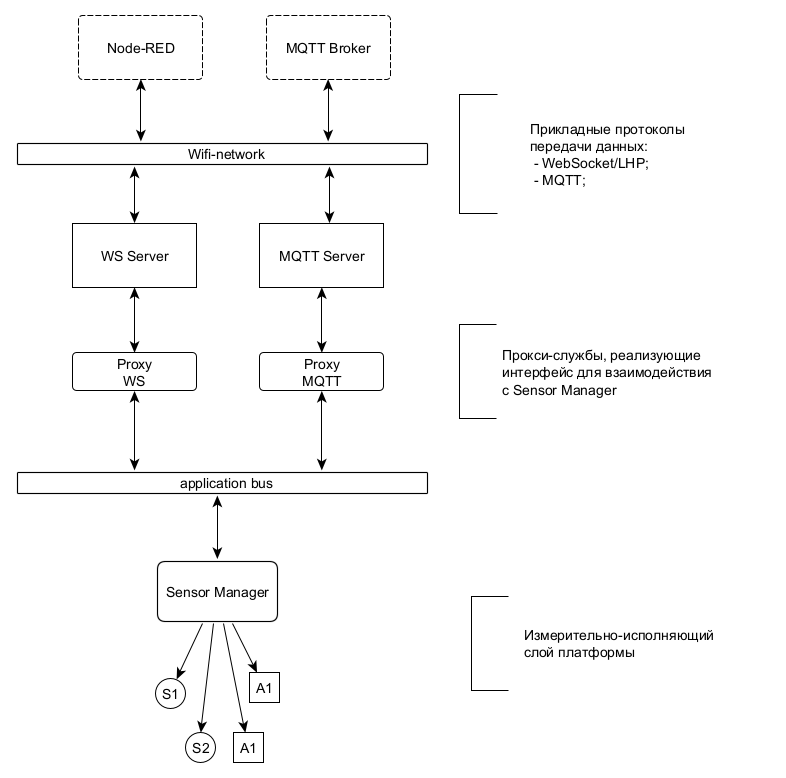 Node-RED
MQTT Broker
Wifi-network
Прикладные протоколы
передачи данных:
- WebSocket/LHP;
- MQTT;
WS Server
MQTT Server
Proxy
WS
Proxy
MQTT
Прокси-службы, реализующие
интерфейс для взаимодействия
с Sensor Manager
application bus
Sensor Manager
Измерительно-исполняющий
слой платформы
S1
A1
S2
A1